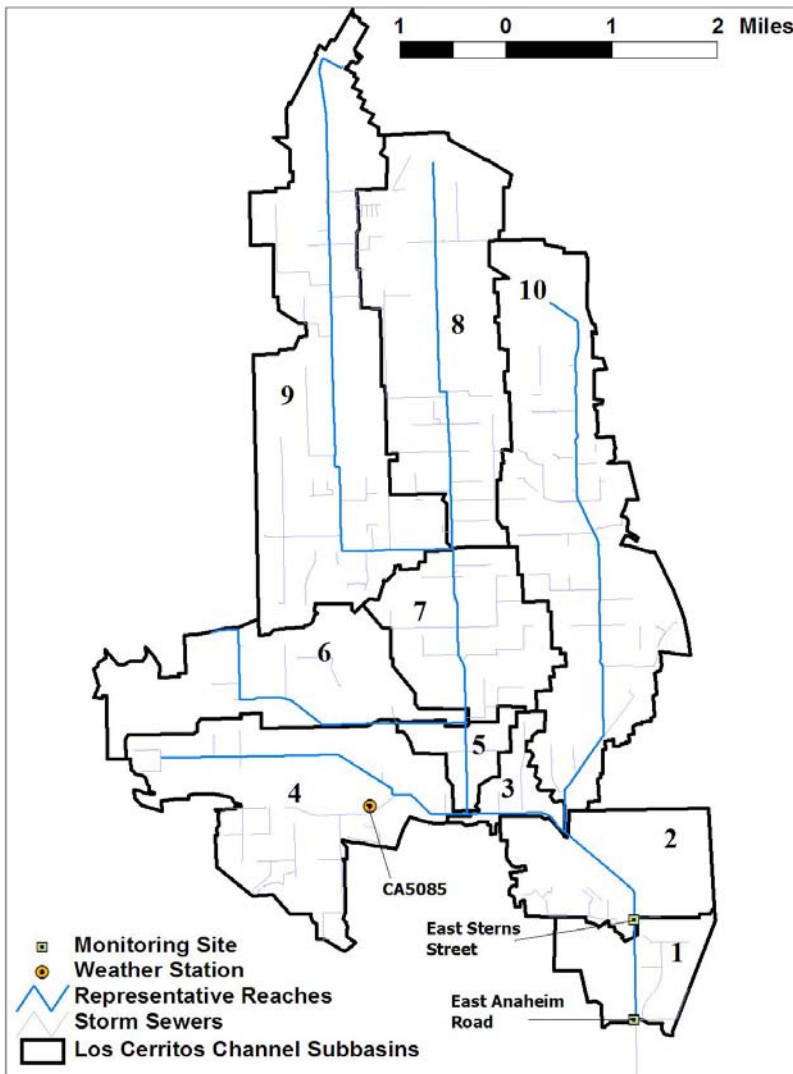 1 0 1 2 Miles
10
8
9
7
6
5
3
4
2
CA5085
East Sterns
Street
1
East Anaheim
Road
Monitoring Site
Weather Station
Representative Reaches
Storm Sewers
Los Cerritos Channel Subbasins